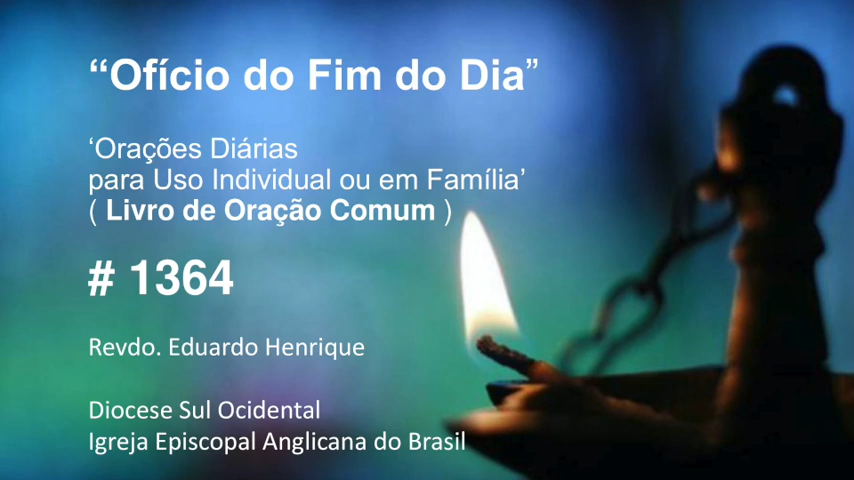 “Ofício do Fim do Dia”
‘Orações Diárias
para Uso Individual ou em Família’
( Livro de Oração Comum )
# 1364
Revdo. Eduardo Henrique
Diocese Sul Ocidental
Igreja Episcopal Anglicana do Brasil